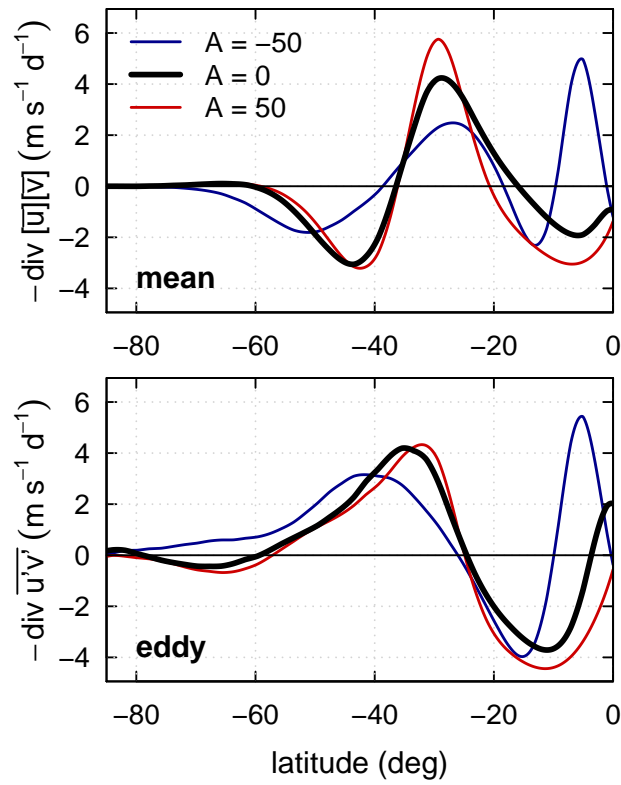 −div [u̅][v̅] (m s⁻¹ d⁻¹)
6
4
2
0
−2
−4
A = −50
A = 0
A = 50
mean
−80 −60 −40 −20 0
−div u'v' (m s⁻¹ d⁻¹)
6
4
2
0
−2
−4
eddy
−80 −60 −40 −20 0
latitude (deg)